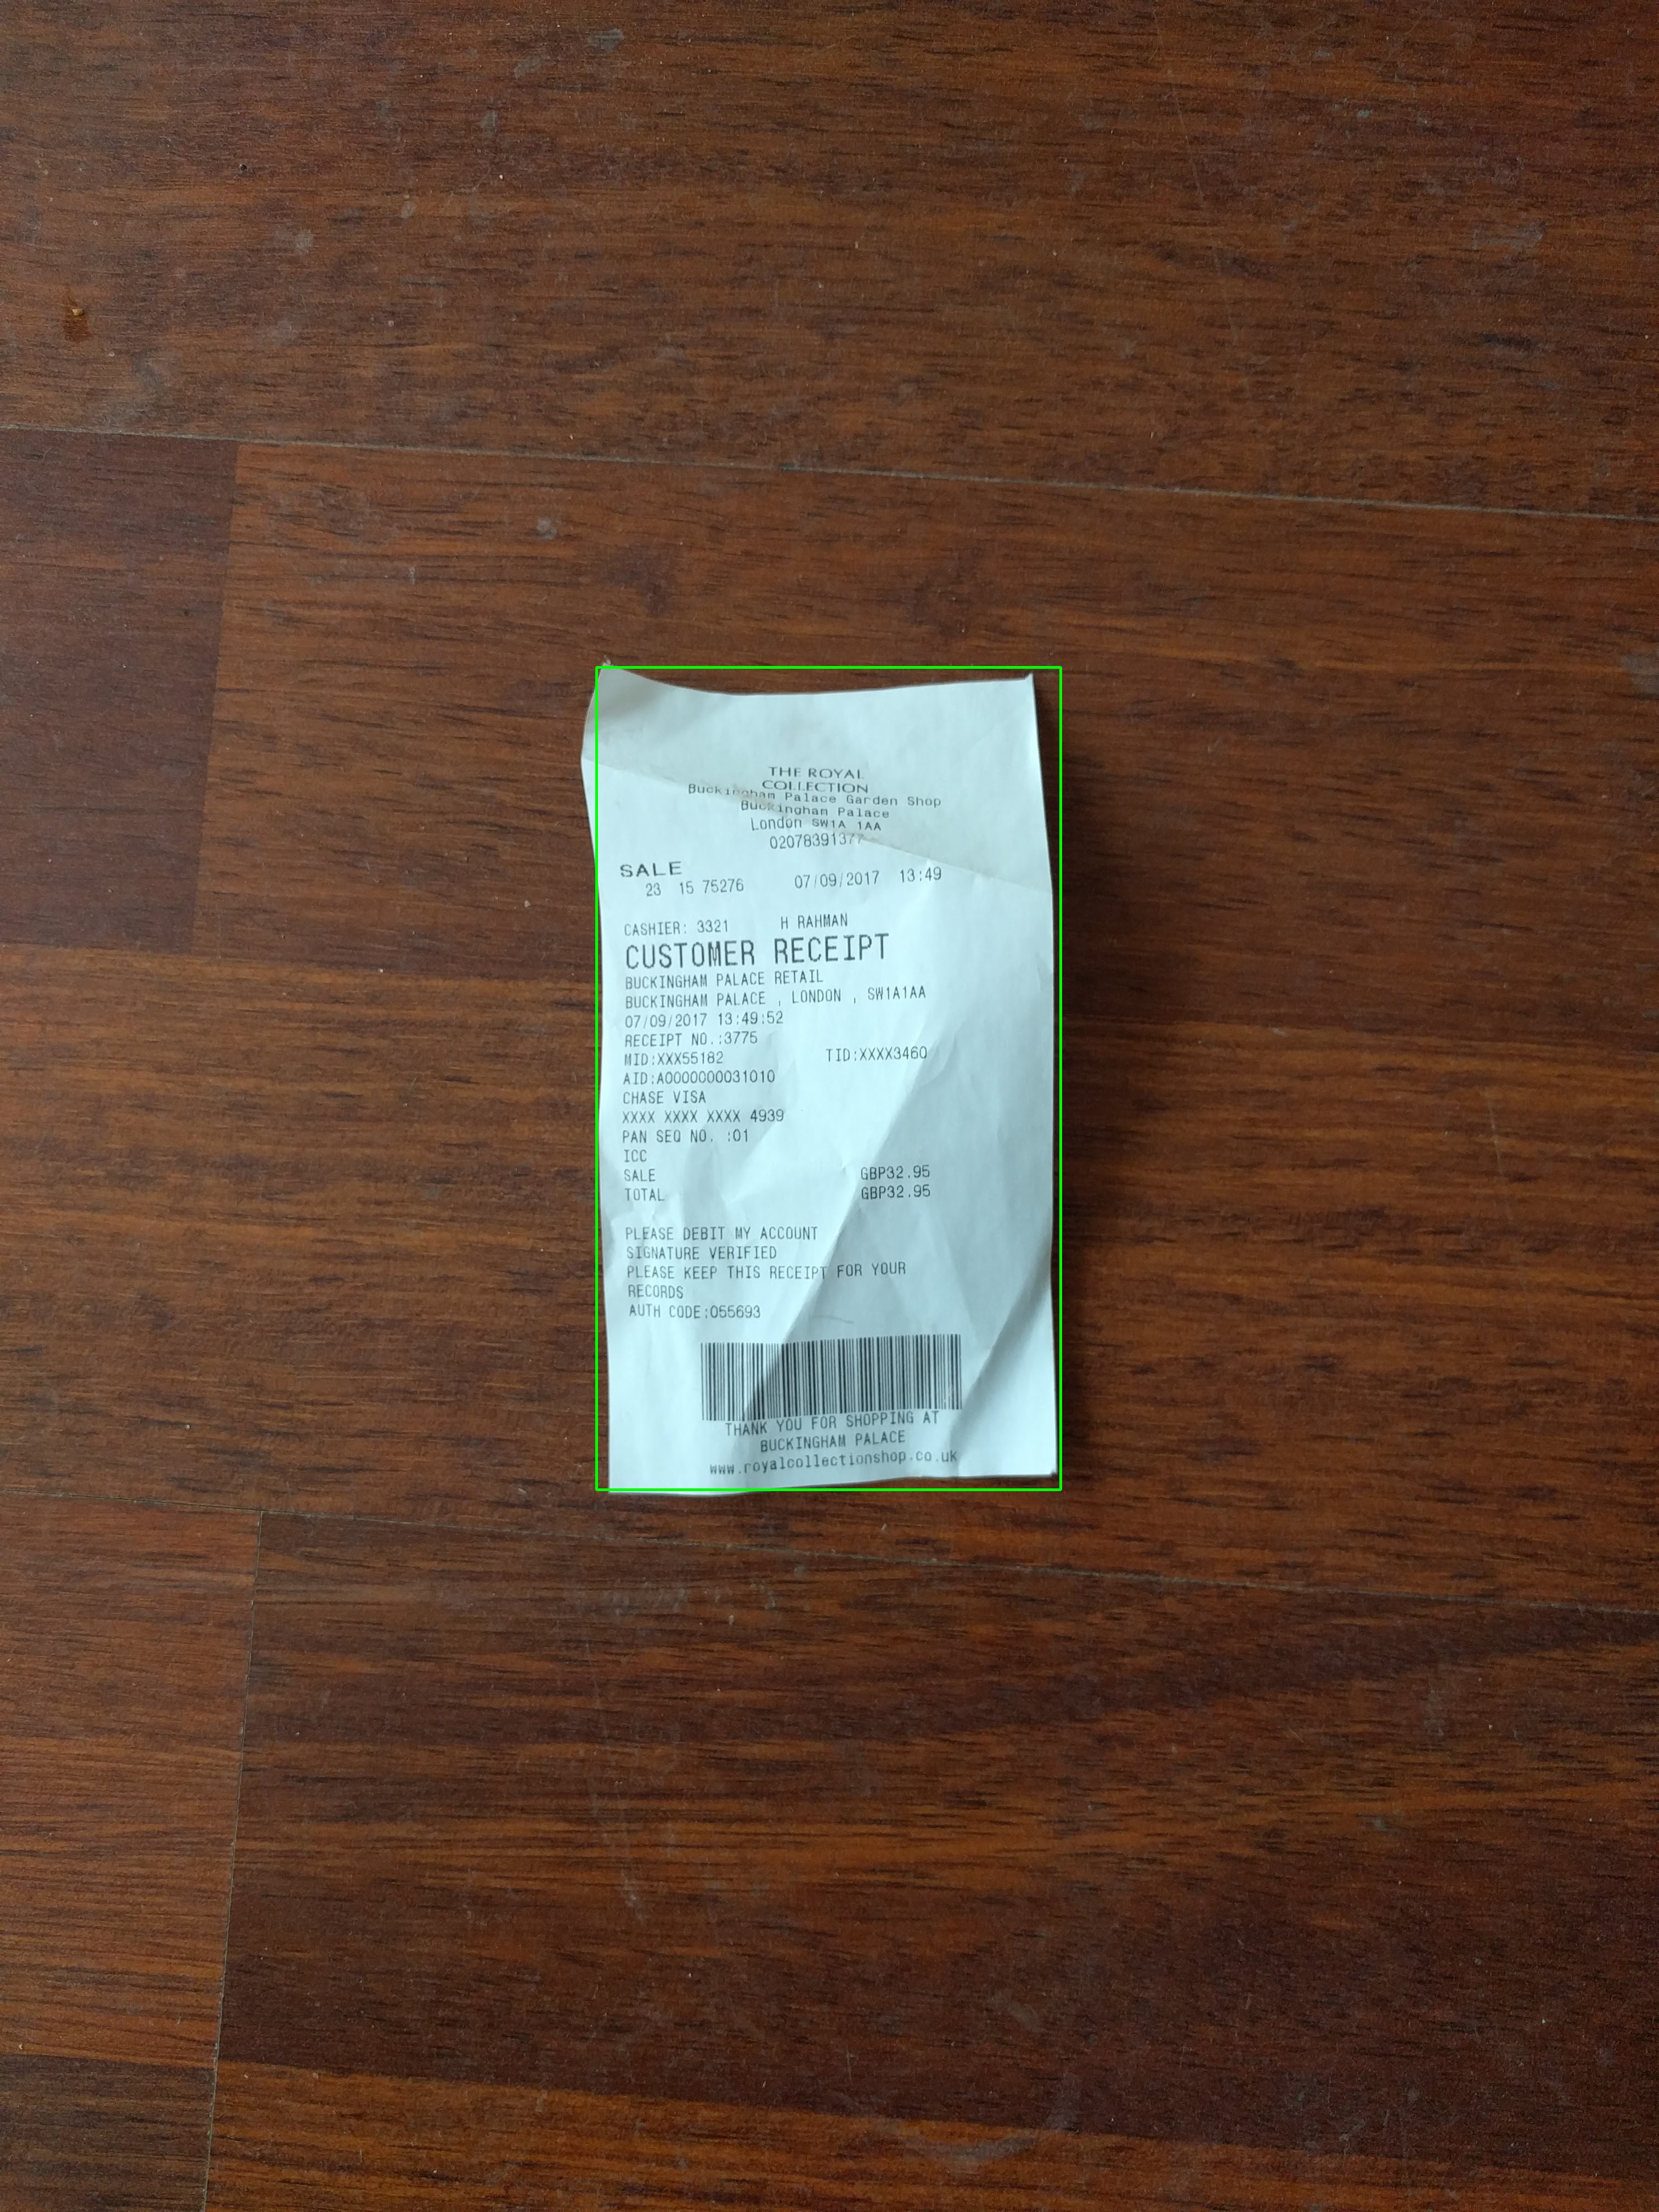 THE ROYAL
COLLECTION
Buckingham Palace Garden Shop
Buckingham Palace
London SW1A 1AA
02078391377
SALE
23 15 75276 07/09/2017 13:49
CASHIER: 3321 H RAHMAN
CUSTOMER RECEIPT
BUCKINGHAM PALACE RETAIL
BUCKINGHAM PALACE , LONDON , SW1A1AA
07/09/2017 13:49:52
RECEIPT NO.:3775
MID:XXX55182 TID:XXXX3460
AID:A0000000031010
CHASE VISA
XXXX XXXX XXXX 4939
PAN SEQ NO. :01
ICC
SALE GBP32.95
TOTAL GBP32.95
PLEASE DEBIT MY ACCOUNT
SIGNATURE VERIFIED
PLEASE KEEP THIS RECEIPT FOR YOUR
RECORDS
AUTH CODE:055693
THANK YOU FOR SHOPPING AT
BUCKINGHAM PALACE
www.royalcollectionshop.co.uk